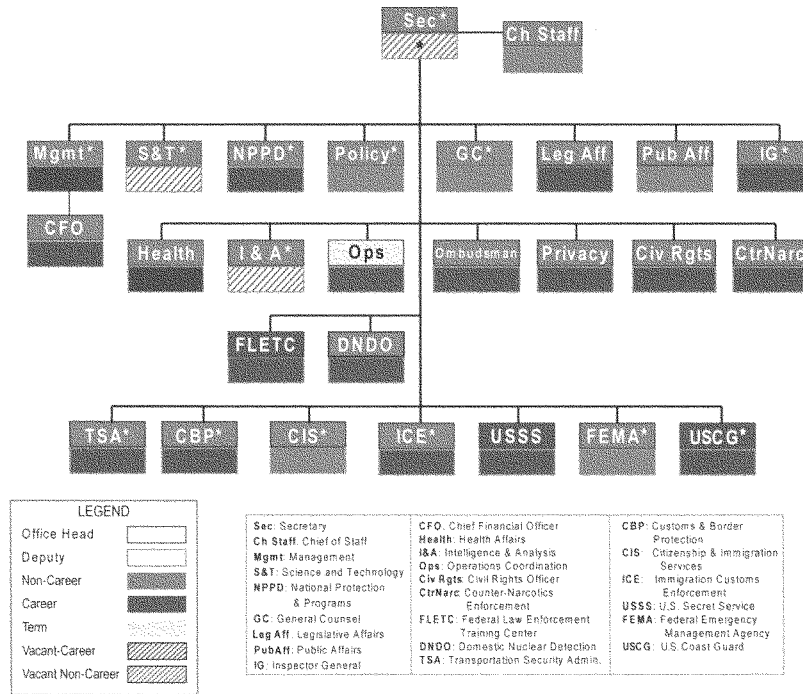 Sec*
*
Ch Staff
Mgmt* S&T* NPPD* Policy* GC* Leg Aff Pub Aff IG*
CFO
Health I & A* Ops Ombudsman Privacy Civ Rgts CtrNarc
FLETC DNDO
TSA* CBP* CIS* ICE* USSS FEMA* USCG*
LEGEND
Office Head
Deputy
Non-Career
Career
Term
Vacant-Career
Vacant Non-Career
Sec: Secretary
Ch Staff: Chief of Staff
Mgmt: Management
S&T: Science and Technology
NPPD: National Protection
& Programs
GC: General Counsel
Leg Aff: Legislative Affairs
PubAff: Public Affairs
IG: Inspector General
CFO: Chief Financial Officer
Health: Health Affairs
I&A: Intelligence & Analysis
Ops: Operations Coordination
Civ Rgts: Civil Rights Officer
CtrNarc: Counter-Narcotics
Enforcement
FLETC: Federal Law Enforcement
Training Center
DNDO: Domestic Nuclear Detection
TSA: Transportation Security Admin.
CBP: Customs & Border
Protection
CIS: Citizenship & Immigration
Services
ICE: Immigration Customs
Enforcement
USSS: U.S. Secret Service
FEMA: Federal Emergency
Management Agency
USCG: U.S. Coast Guard